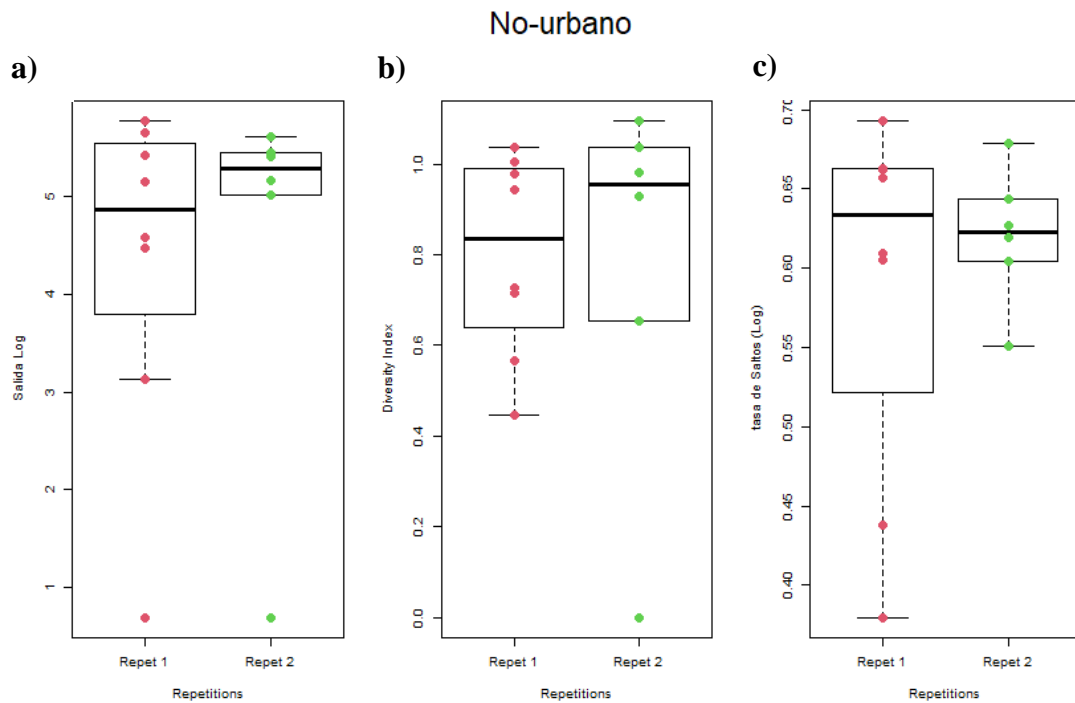 No-urbano
a)
b)
c)
Salida Log
5
4
3
2
1
Repet 1
Repet 2
Repetitions
Diversity Index
1.0
0.8
0.6
0.4
0.2
0.0
Repet 1
Repet 2
Repetitions
tasa de Saltos (Log)
0.70
0.65
0.60
0.55
0.50
0.45
0.40
Repet 1
Repet 2
Repetitions